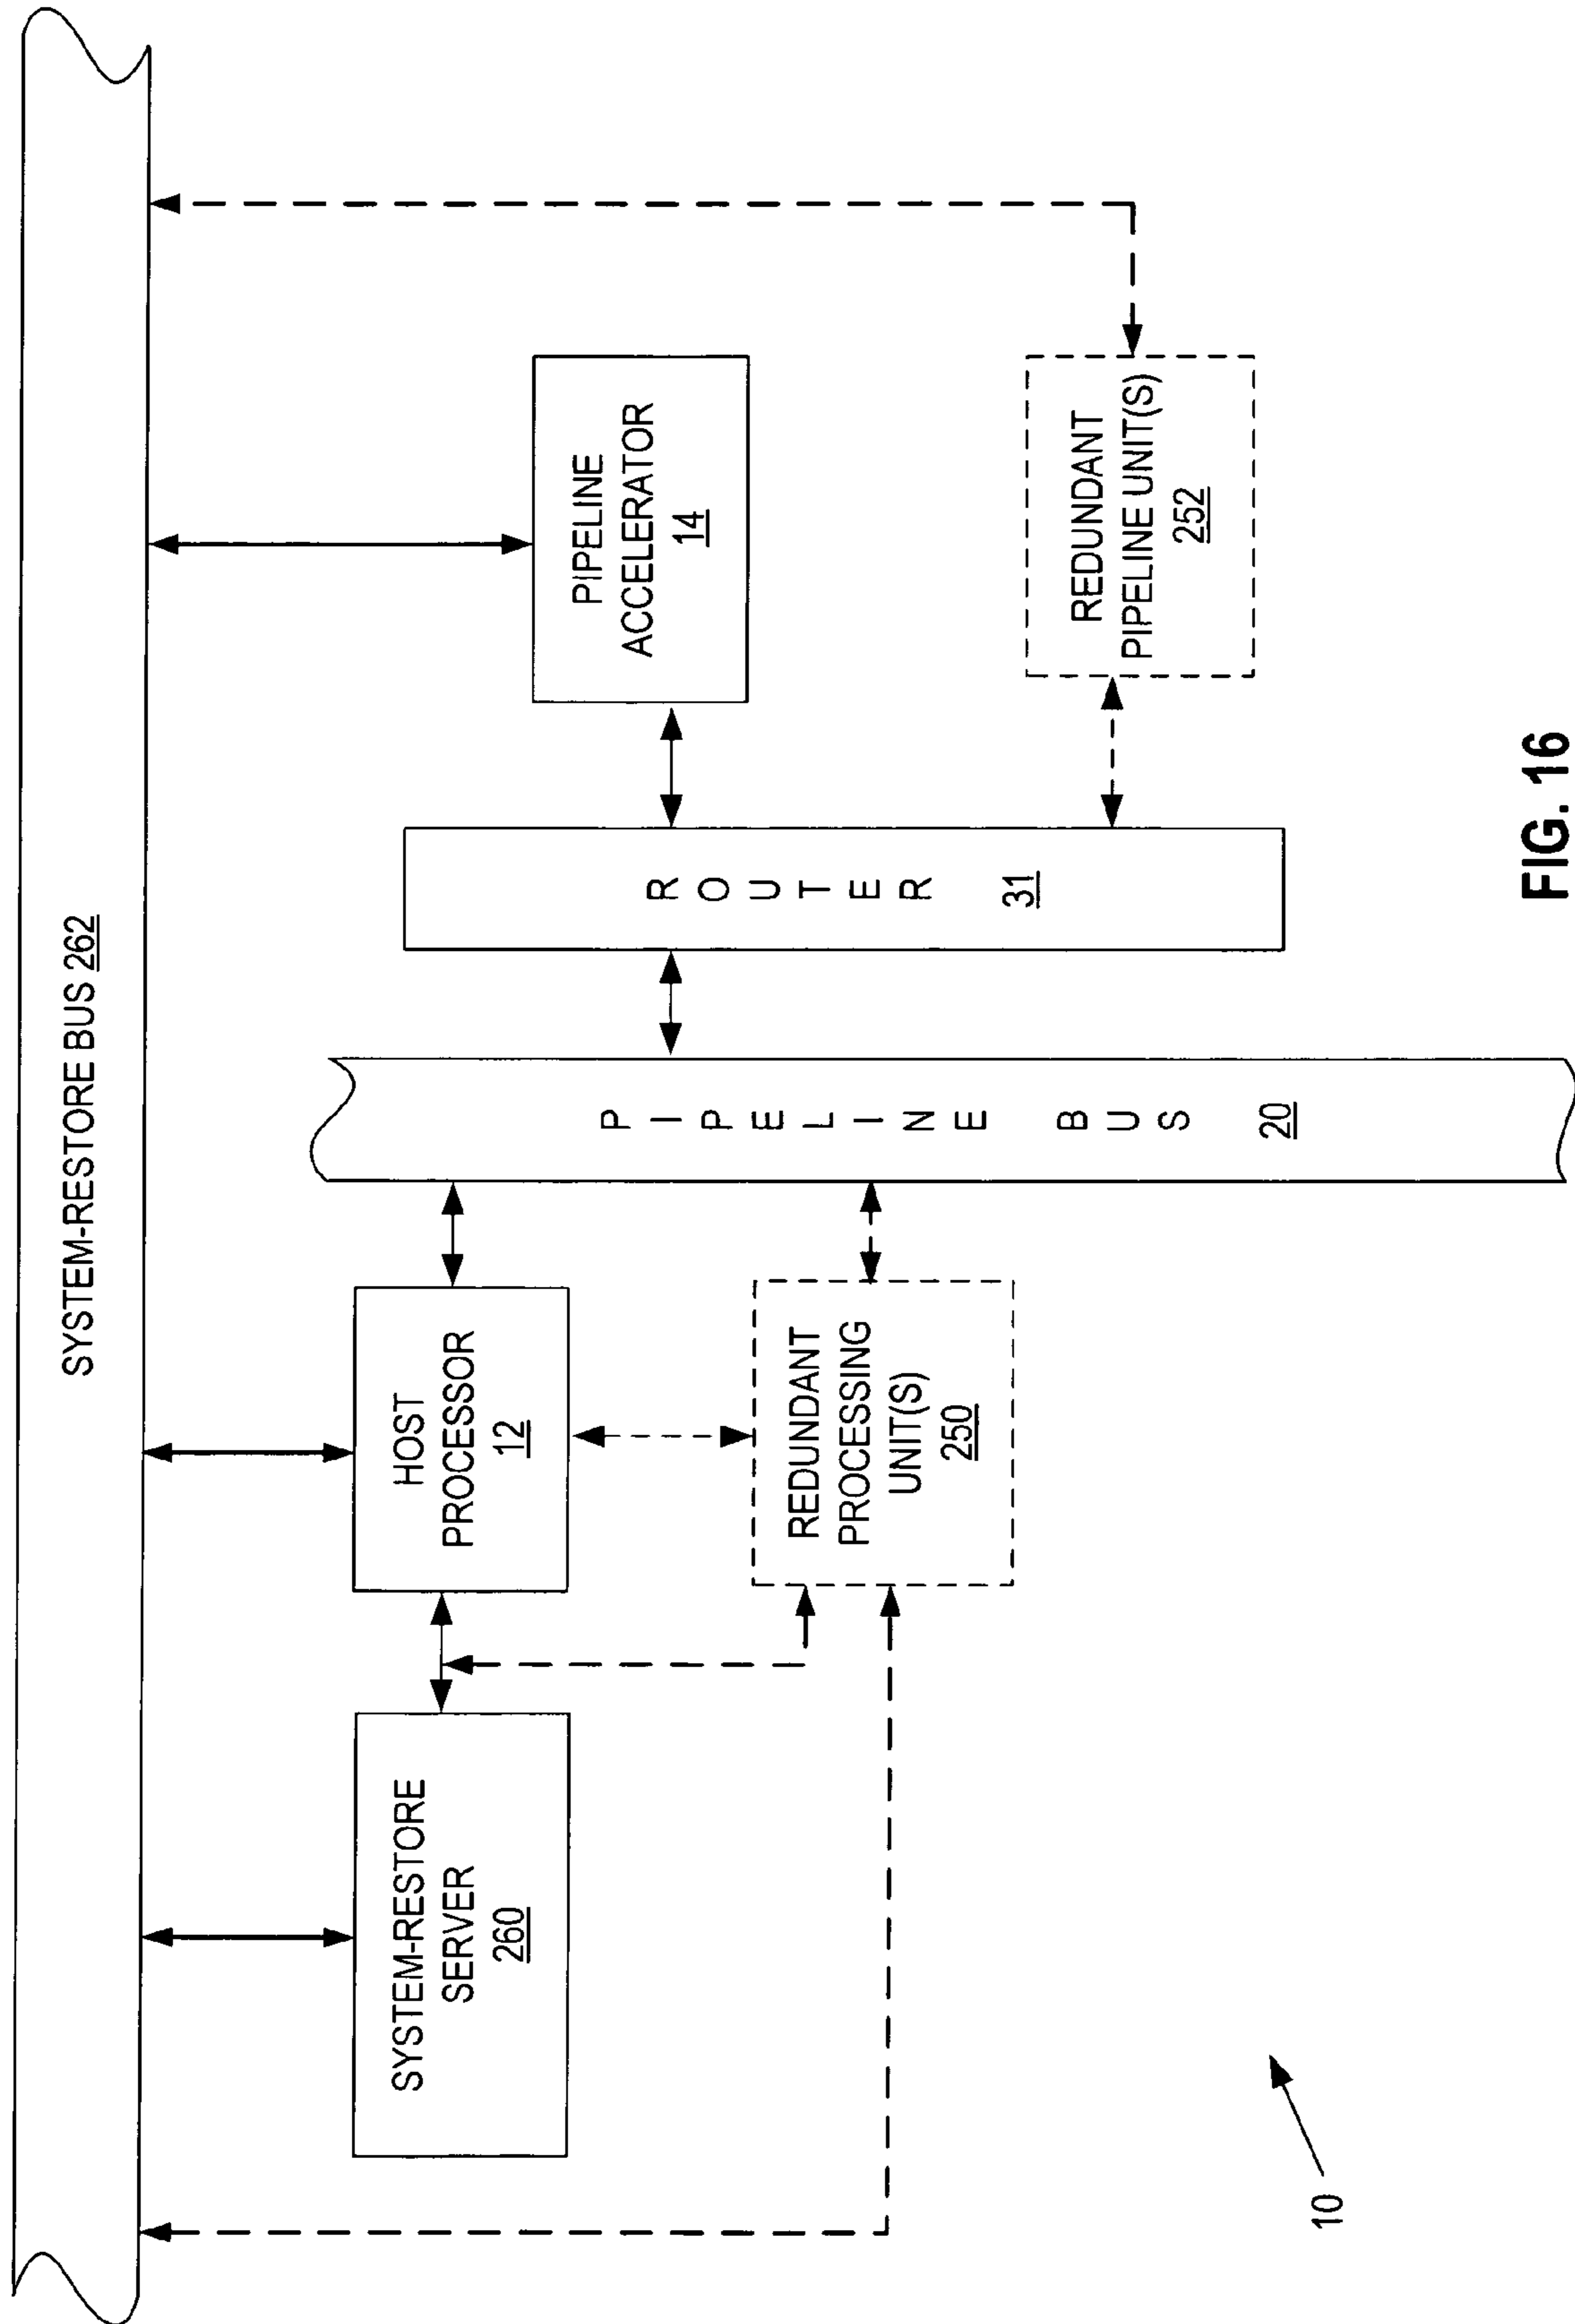 SYSTEM-RESTORE BUS 262
SYSTEM-RESTORE
SERVER
260
HOST
PROCESSOR
12
REDUNDANT
PROCESSING
UNIT(S)
250
PIPELINE BUS 20
ROUTER 31
PIPELINE
ACCELERATOR
14
REDUNDANT
PIPELINE UNIT(S)
252
10
FIG. 16